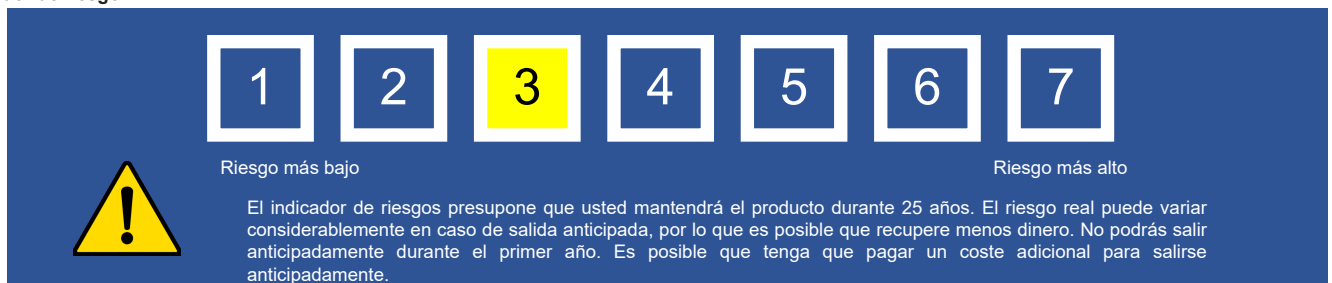 1 2 3 4 5 6 7
Riesgo más bajo Riesgo más alto
El indicador de riesgos presupone que usted mantendrá el producto durante 25 años. El riesgo real puede variar
considerablemente en caso de salida anticipada, por lo que es posible que recupere menos dinero. No podrás salir
anticipadamente durante el primer año. Es posible que tenga que pagar un coste adicional para salirse
anticipadamente.